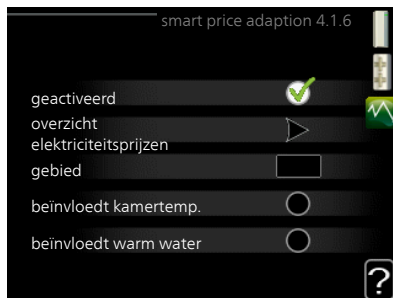 smart price adaption 4.1.6
geactiveerd
overzicht
elektriciteitsprijzen
gebied
beïnvloedt kamertemp.
beïnvloedt warm water
?